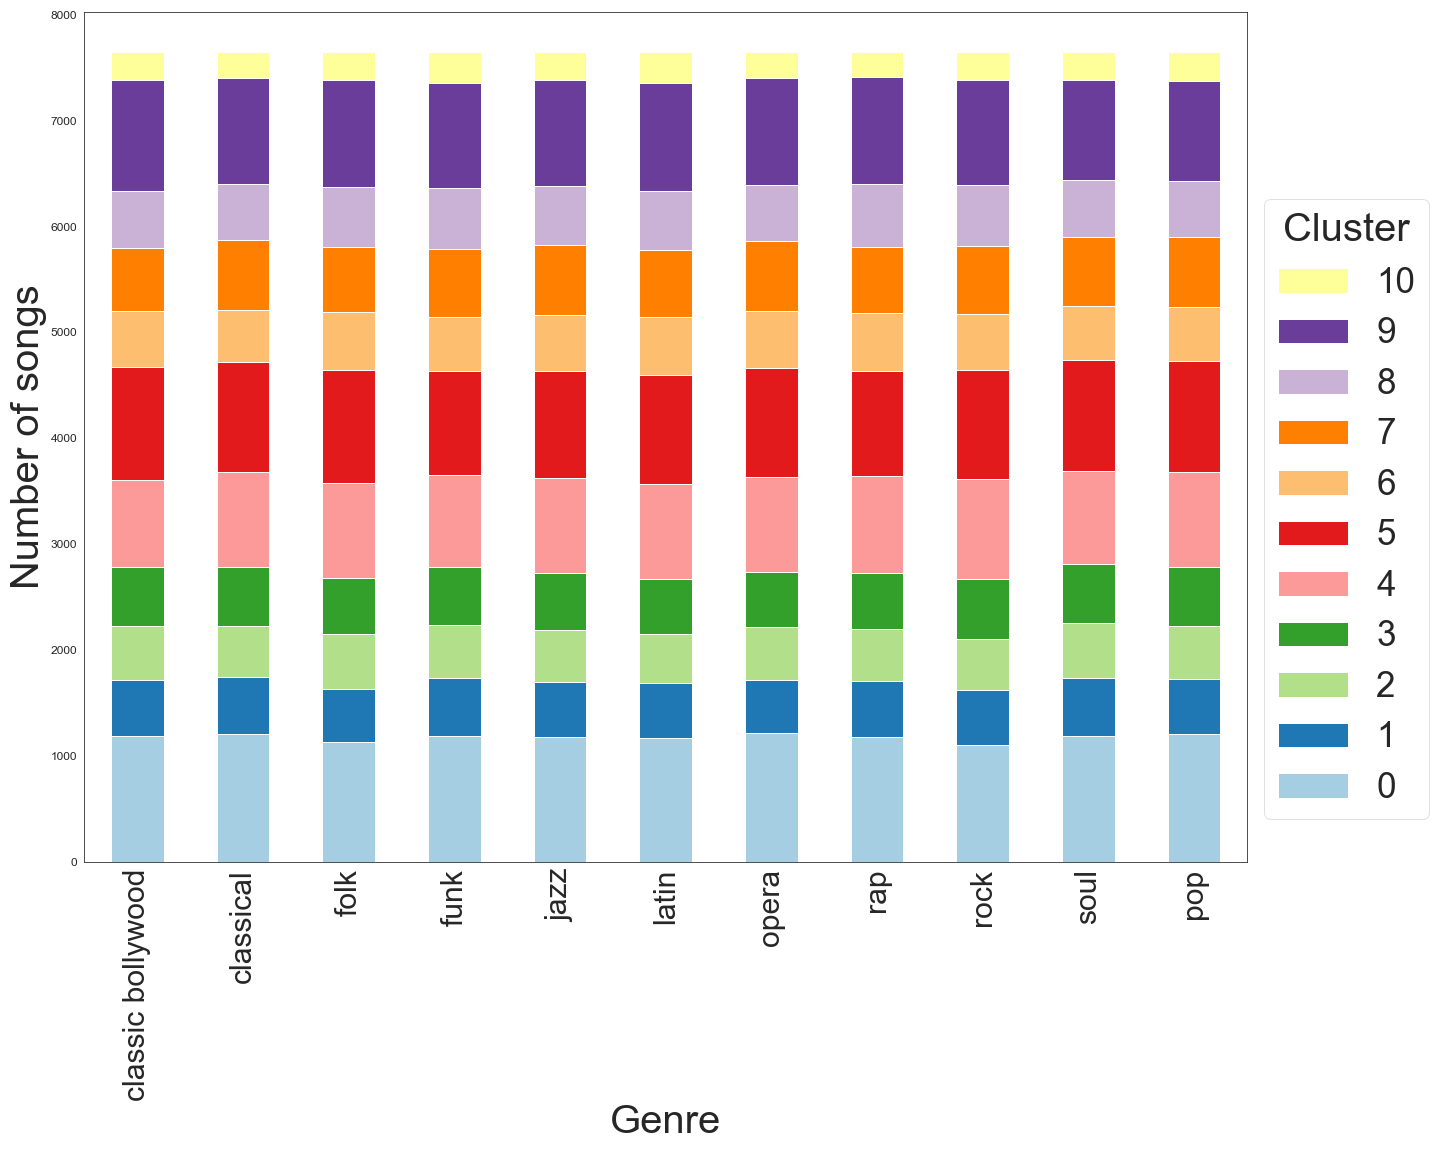 8000
7000
6000
5000
4000
3000
2000
1000
0
Number of songs
classic bollywood
classical
folk
funk
jazz
latin
opera
rap
rock
soul
pop
Genre
Cluster
10
9
8
7
6
5
4
3
2
1
0